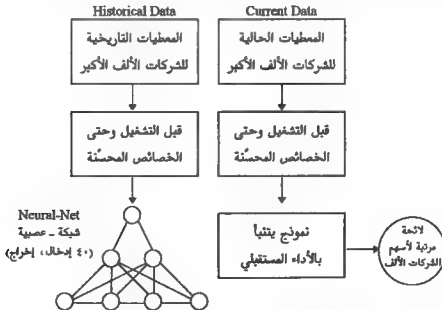 Historical Data
Current Data
المعطيات التاريخية
للشركات الألف الأكبر
المعطيات الحالية
للشركات الألف الأكبر
قبل التشغيل وحتى
الخصائص المحسّنة
قبل التشغيل وحتى
الخصائص المحسّنة
Neural-Net
شبكة ـ عصبية
(٤٠ إدخال، إخراج)
نموذج يتنبأ
بالأداء المستقبلي
لائحة
مرتبة لأسهم
الشركات الألف